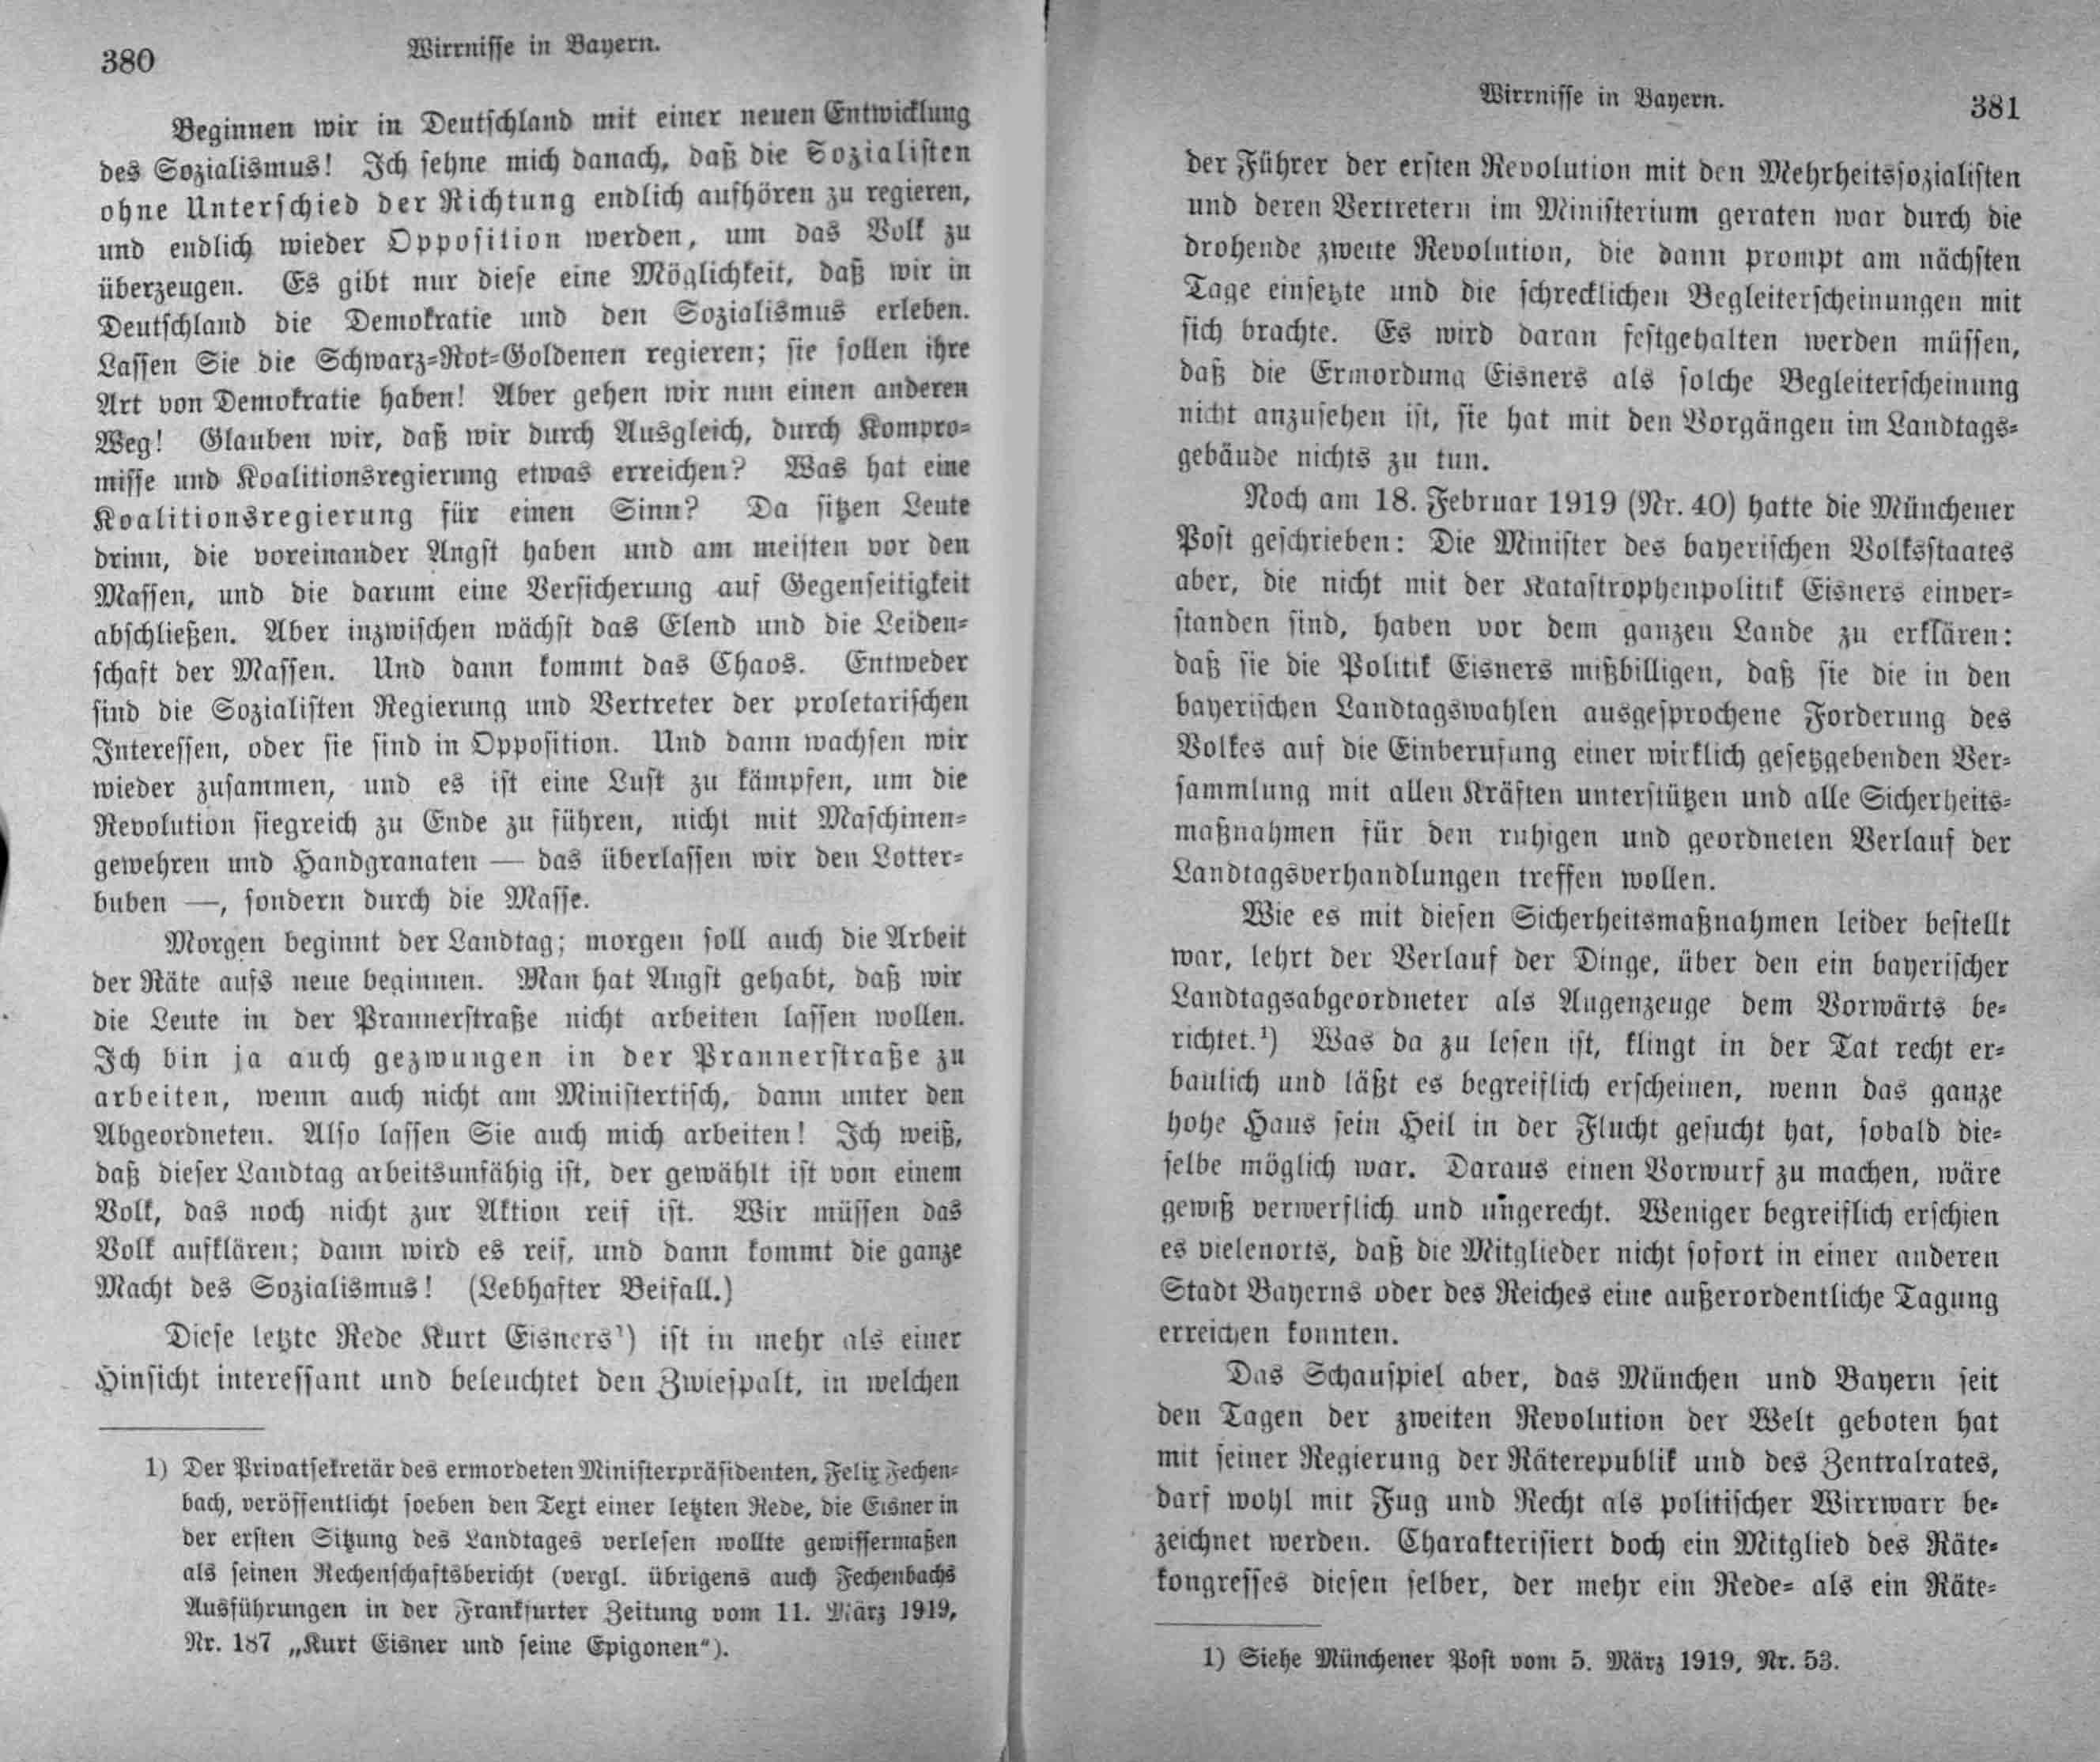 380
Wirrnisse in Bayern.
Beginnen wir in Deutschland mit einer neuen Entwicklung
des Sozialismus! Ich sehne mich danach, daß die Sozialisten
ohne Unterschied der Richtung endlich aufhören zu regieren,
und endlich wieder Opposition werden, um das Volk zu
überzeugen. Es gibt nur diese eine Möglichkeit, daß wir in
Deutschland die Demokratie und den Sozialismus erleben.
Lassen Sie die Schwarz-Rot-Goldenen regieren; sie sollen ihre
Art von Demokratie haben! Aber gehen wir nun einen anderen
Weg! Glauben wir, daß wir durch Ausgleich, durch Kompro-
misse und Koalitionsregierung etwas erreichen? Was hat eine
Koalitionsregierung für einen Sinn? Da sitzen Leute
drinn, die voreinander Angst haben und am meisten vor den
Massen, und die darum eine Versicherung auf Gegenseitigkeit
abschließen. Aber inzwischen wächst das Elend und die Leiden-
schaft der Massen. Und dann kommt das Chaos. Entweder
sind die Sozialisten Regierung und Vertreter der proletarischen
Interessen, oder sie sind in Opposition. Und dann wachsen wir
wieder zusammen, und es ist eine Lust zu kämpfen, um die
Revolution siegreich zu Ende zu führen, nicht mit Maschinen-
gewehren und Handgranaten — das überlassen wir den Lotter-
buben —, sondern durch die Masse.
Morgen beginnt der Landtag; morgen soll auch die Arbeit
der Räte aufs neue beginnen. Man hat Angst gehabt, daß wir
die Leute in der Prannerstraße nicht arbeiten lassen wollen.
Ich bin ja auch gezwungen in der Prannerstraße zu
arbeiten, wenn auch nicht am Ministertisch, dann unter den
Abgeordneten. Also lassen Sie auch mich arbeiten! Ich weiß,
daß dieser Landtag arbeitsunfähig ist, der gewählt ist von einem
Volk, das noch nicht zur Aktion reif ist. Wir müssen das
Volk aufklären; dann wird es reif, und dann kommt die ganze
Macht des Sozialismus! (Lebhafter Beifall.)
Diese letzte Rede Kurt Eisners¹) ist in mehr als einer
Hinsicht interessant und beleuchtet den Zwiespalt, in welchen
1) Der Privatsekretär des ermordeten Ministerpräsidenten, Felix Fechen-
bach, veröffentlicht soeben den Text einer letzten Rede, die Eisner in
der ersten Sitzung des Landtages verlesen wollte gewissermaßen
als seinen Rechenschaftsbericht (vergl. übrigens auch Fechenbachs
Ausführungen in der Frankfurter Zeitung vom 11. März 1919,
Nr. 187 „Kurt Eisner und seine Epigonen“).
Wirrnisse in Bayern.
381
der Führer der ersten Revolution mit den Mehrheitssozialisten
und deren Vertretern im Ministerium geraten war durch die
drohende zweite Revolution, die dann prompt am nächsten
Tage einsetzte und die schrecklichen Begleiterscheinungen mit
sich brachte. Es wird daran festgehalten werden müssen,
daß die Ermordung Eisners als solche Begleiterscheinung
nicht anzusehen ist, sie hat mit den Vorgängen im Landtags-
gebäude nichts zu tun.
Noch am 18. Februar 1919 (Nr. 40) hatte die Münchener
Post geschrieben: Die Minister des bayerischen Volksstaates
aber, die nicht mit der Katastrophenpolitik Eisners einver-
standen sind, haben vor dem ganzen Lande zu erklären:
daß sie die Politik Eisners mißbilligen, daß sie die in den
bayerischen Landtagswahlen ausgesprochene Forderung des
Volkes auf die Einberufung einer wirklich gesetzgebenden Ver-
sammlung mit allen Kräften unterstützen und alle Sicherheits-
maßnahmen für den ruhigen und geordneten Verlauf der
Landtagsverhandlungen treffen wollen.
Wie es mit diesen Sicherheitsmaßnahmen leider bestellt
war, lehrt der Verlauf der Dinge, über den ein bayerischer
Landtagsabgeordneter als Augenzeuge dem Vorwärts be-
richtet.¹) Was da zu lesen ist, klingt in der Tat recht er-
baulich und läßt es begreiflich erscheinen, wenn das ganze
hohe Haus sein Heil in der Flucht gesucht hat, sobald die-
selbe möglich war. Daraus einen Vorwurf zu machen, wäre
gewiß verwerflich und ungerecht. Weniger begreiflich erschien
es vielenorts, daß die Mitglieder nicht sofort in einer anderen
Stadt Bayerns oder des Reiches eine außerordentliche Tagung
erreichen konnten.
Das Schauspiel aber, das München und Bayern seit
den Tagen der zweiten Revolution der Welt geboten hat
mit seiner Regierung der Räterepublik und des Zentralrates,
darf wohl mit Fug und Recht als politischer Wirrwarr be-
zeichnet werden. Charakterisiert doch ein Mitglied des Räte-
kongresses diesen selber, der mehr ein Rede- als ein Räte-
1) Siehe Münchener Post vom 5. März 1919, Nr. 53.